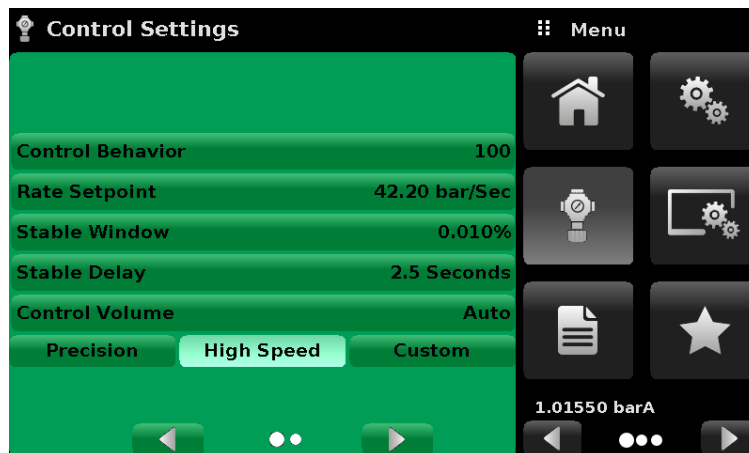 Control Settings
Menu
Control Behavior 100
Rate Setpoint 42.20 bar/Sec
Stable Window 0.010%
Stable Delay 2.5 Seconds
Control Volume Auto
Precision High Speed Custom
1.01550 barA